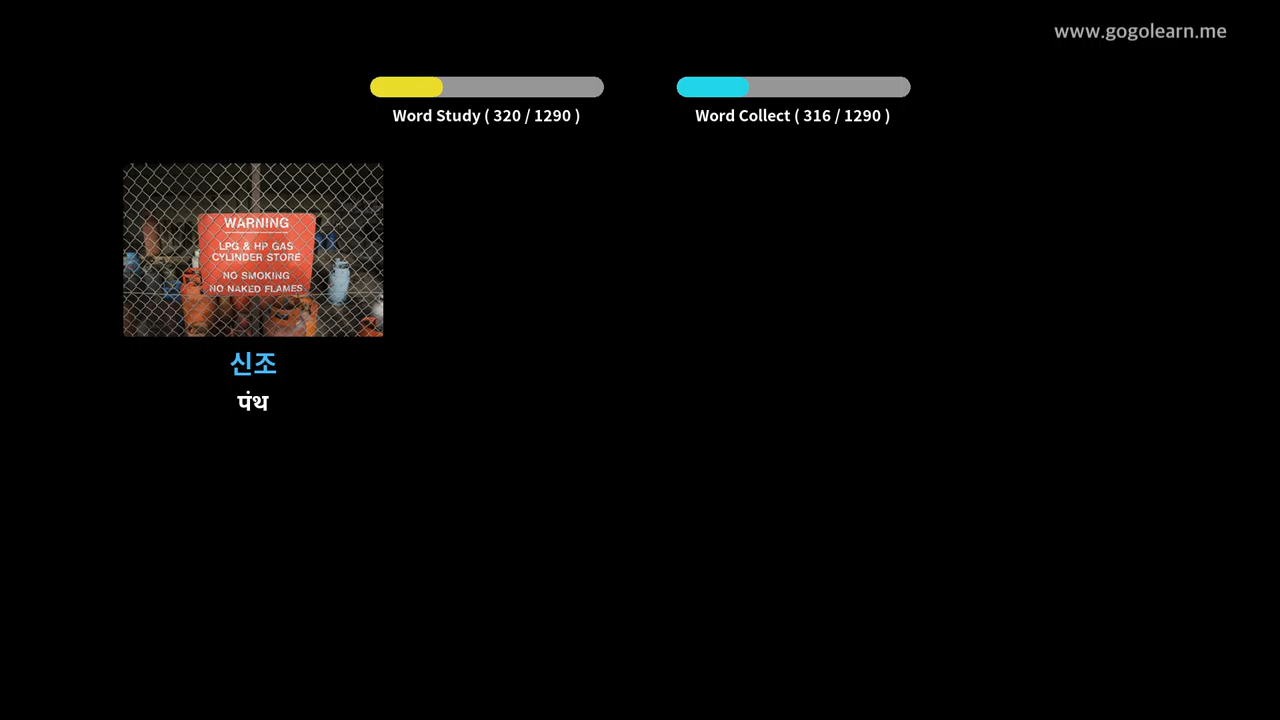 www.gogolearn.me
Word Study ( 320 / 1290 )
Word Collect ( 316 / 1290 )
WARNING
LPG & HP GAS
CYLINDER STORE
NO SMOKING
NO NAKED FLAMES
신조
पंथ